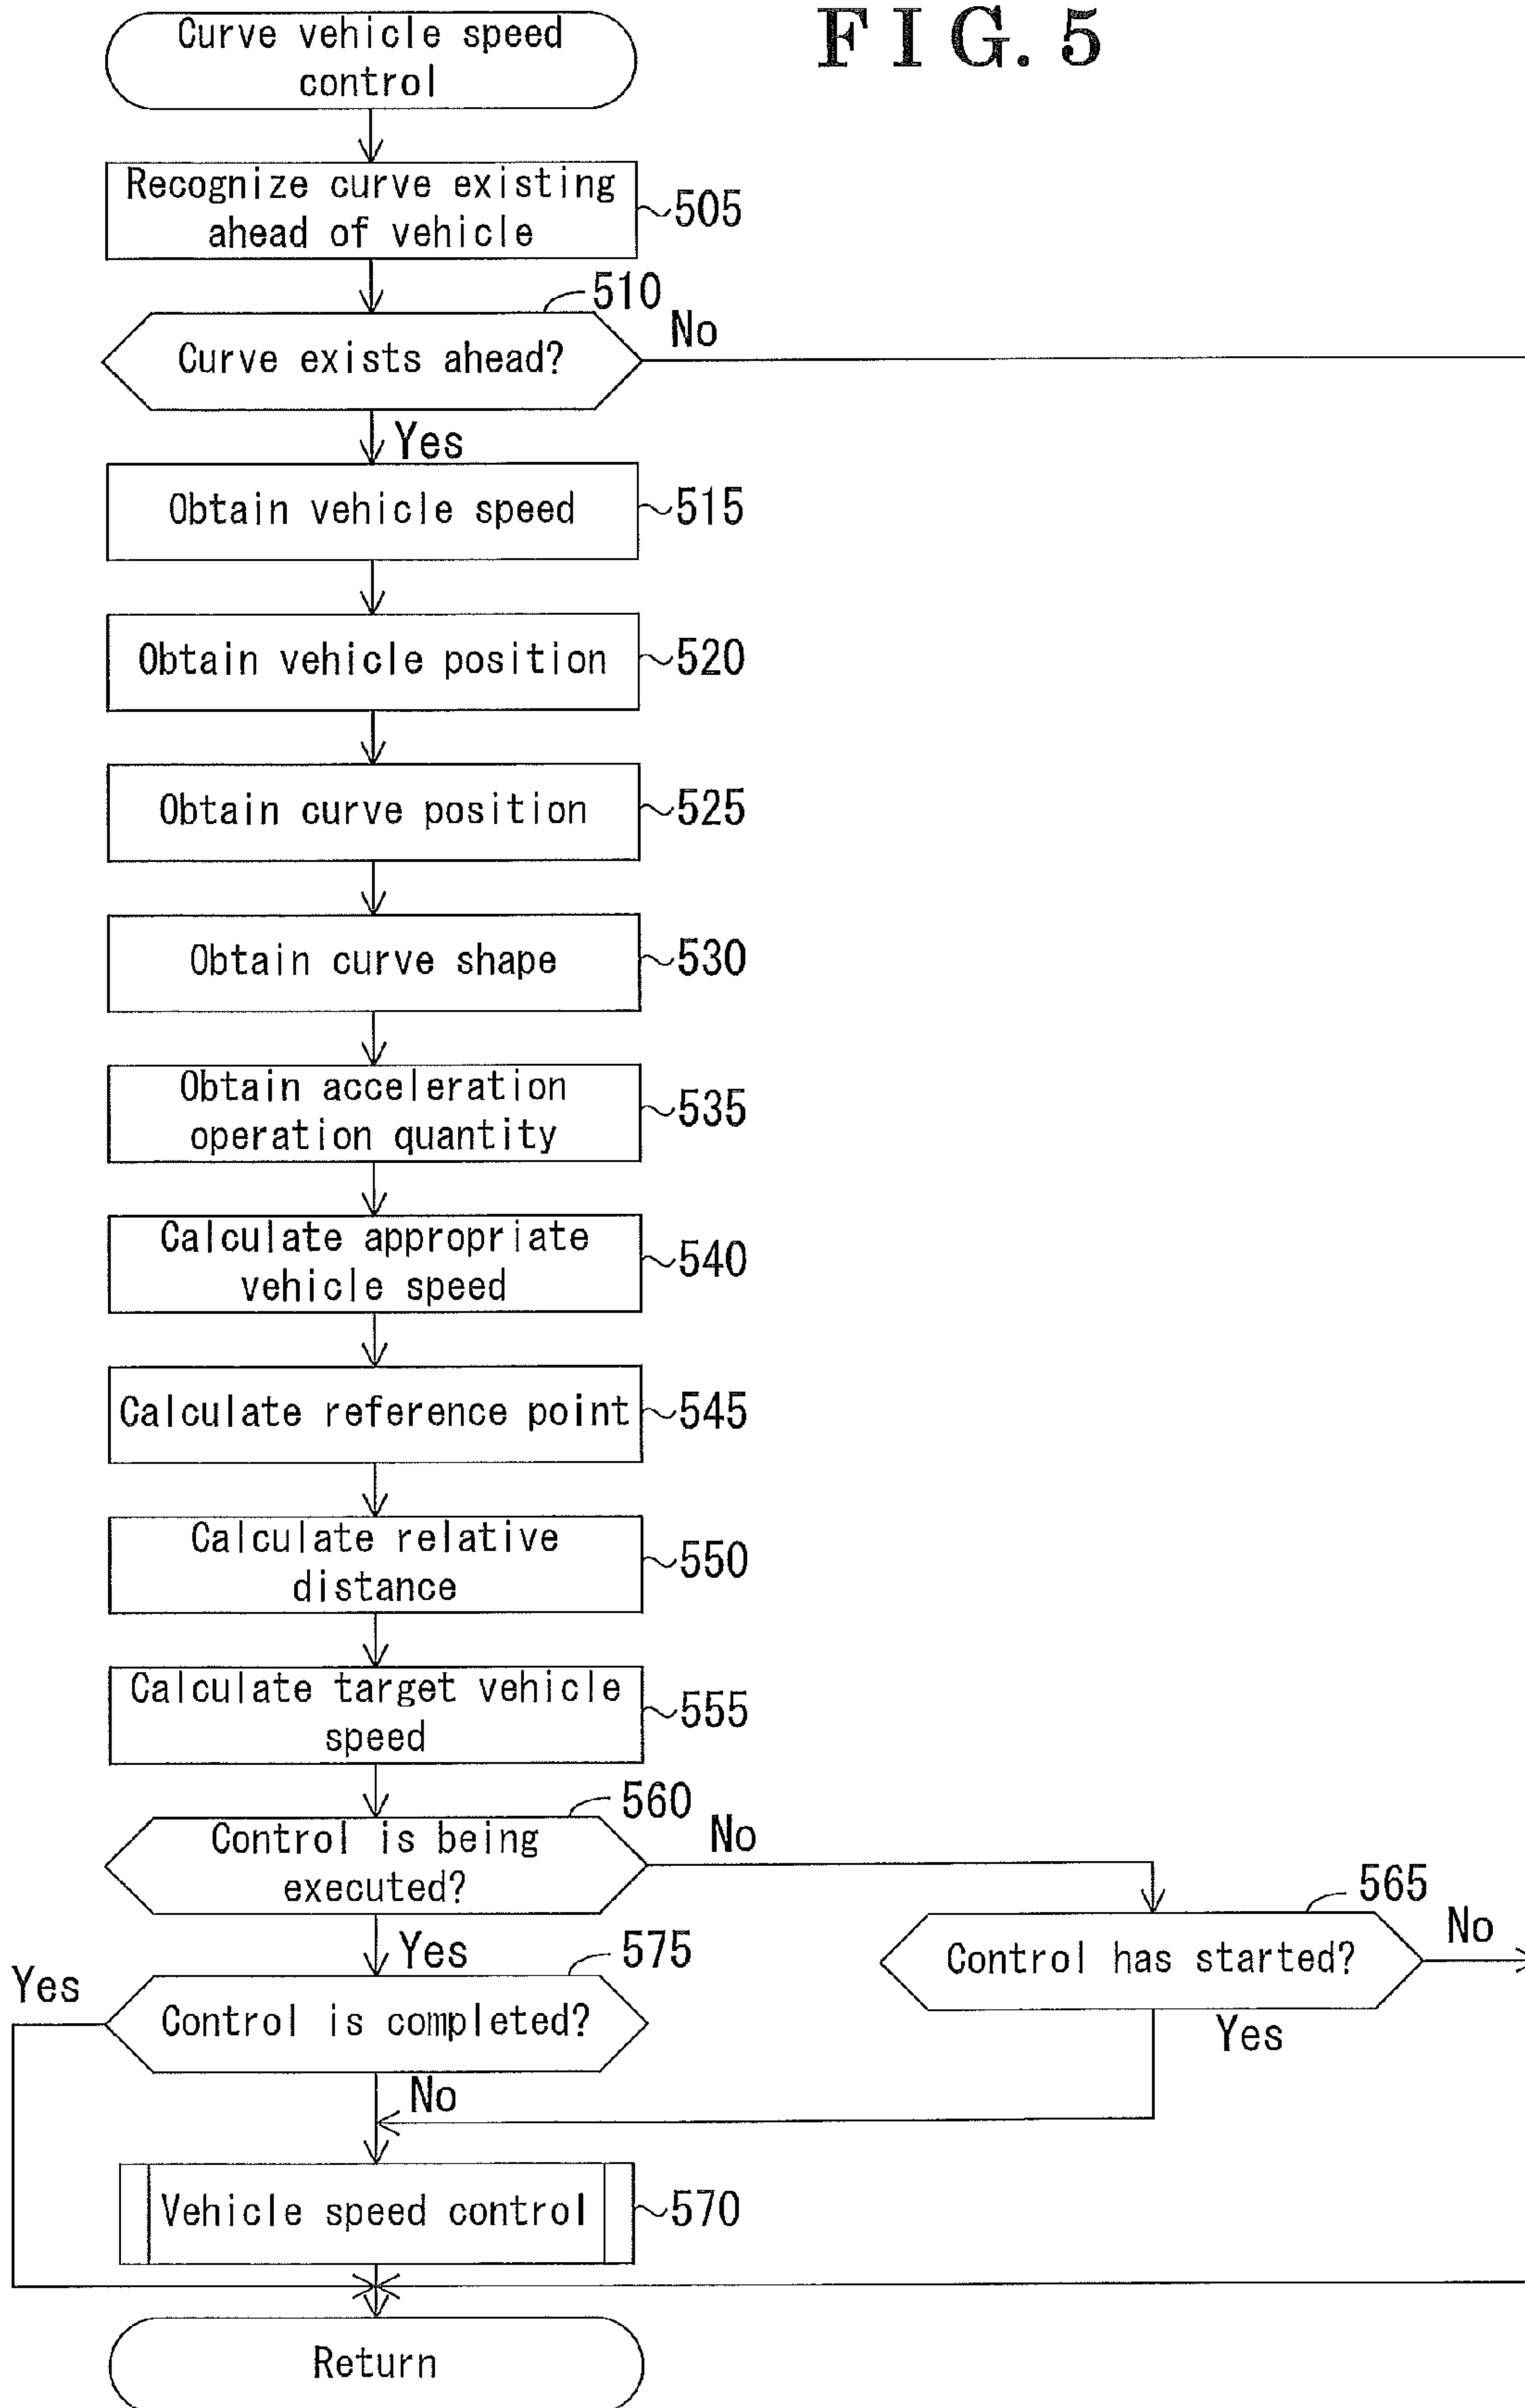 FIG. 5
Curve vehicle speed
control
Recognize curve existing
ahead of vehicle
505
510
Curve exists ahead?
No
Yes
Obtain vehicle speed
515
Obtain vehicle position
520
Obtain curve position
525
Obtain curve shape
530
Obtain acceleration
operation quantity
535
Calculate appropriate
vehicle speed
540
Calculate reference point
545
Calculate relative
distance
550
Calculate target vehicle
speed
555
560
Control is being
executed?
No
Yes
565
Control has started?
No
Yes
575
Control is completed?
Yes
No
Vehicle speed control
570
Return